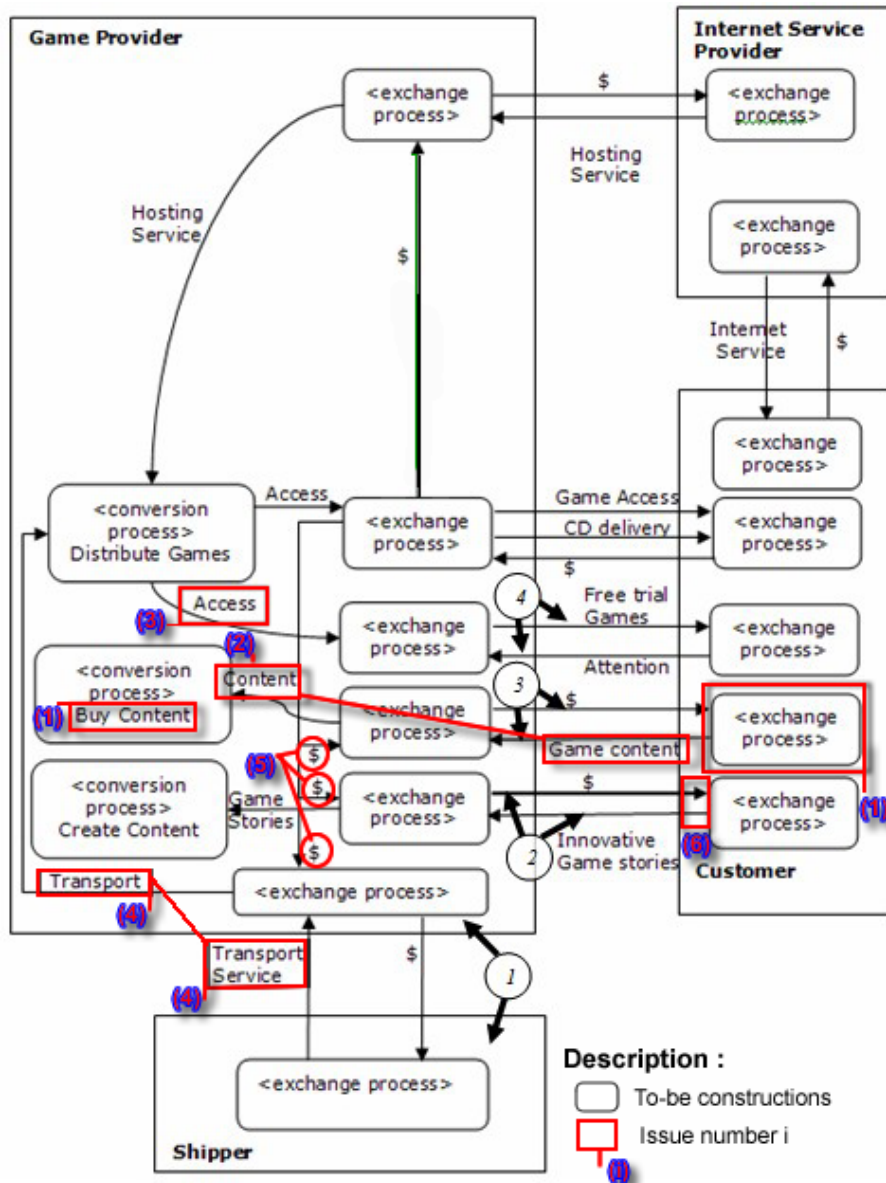 Game Provider
Internet Service
Provider
<exchange
process>
$
<exchange
process>
Hosting
Service
Hosting
Service
$
<exchange
process>
Internet
Service
$
<exchange
process>
<conversion
process>
Distribute Games
Access
<exchange
process>
Game Access
CD delivery
$
<exchange
process>
(3)
Access
<exchange
process>
4
Free trial
Games
Attention
<exchange
process>
(2)
<conversion
process>
Buy Content
(1)
Content
<exchange
process>
3
$
Game content
<exchange
process>
(1)
(5)
$
$
$
<conversion
process>
Create Content
Game
Stories
<exchange
process>
$
2
Innovative
Game stories
(6)
<exchange
process>
Customer
Transport
(4)
<exchange process>
Transport
Service
(4)
$
1
<exchange process>
Shipper
Description :
To-be constructions
Issue number i
(i)